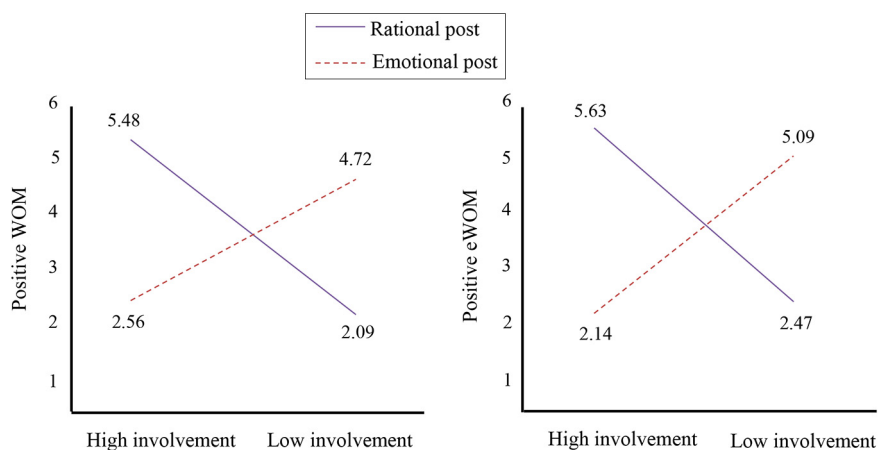 Rational post
Emotional post
Positive WOM
6
5
4
3
2
1
5.48
4.72
2.56
2.09
High involvement
Low involvement
Positive eWOM
6
5
4
3
2
1
5.63
5.09
2.14
2.47
High involvement
Low involvement